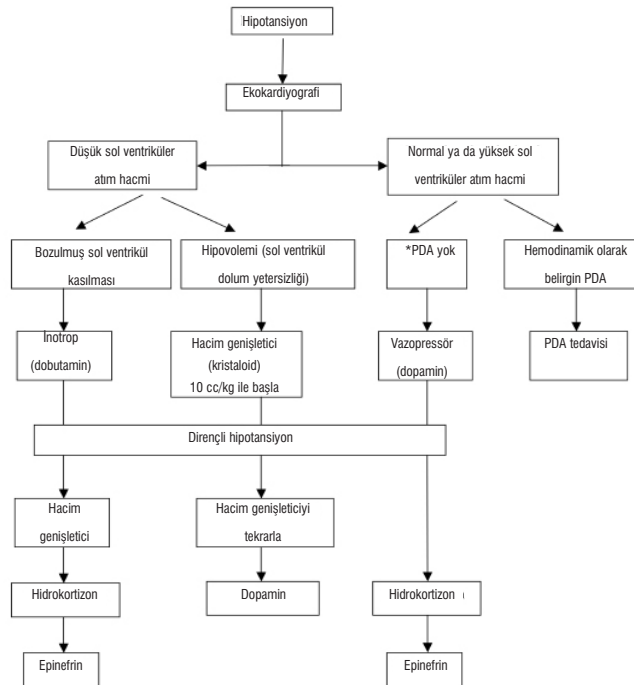 Hipotansiyon
Ekokardiyografi
Düşük sol ventriküler
atım hacmi
Normal ya da yüksek sol
ventriküler atım hacmi
Bozulmuş sol ventrikül
kasılması
Hipovolemi (sol ventrikül
dolum yetersizliği)
*PDA yok
Hemodinamik olarak
belirgin PDA
İnotrop
(dobutamin)
Hacim genişletici
(kristaloid)
10 cc/kg ile başla
Vazopressör
(dopamin)
PDA tedavisi
Dirençli hipotansiyon
Hacim
genişletici
Hacim genişleticiyi
tekrarla
Hidrokortizon
Dopamin
Hidrokortizon
Epinefrin
Epinefrin